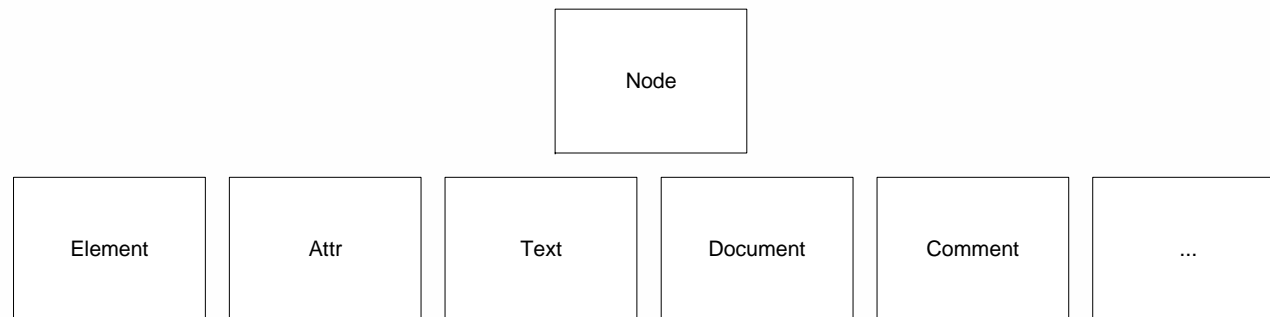 Node
Element
Attr
Text
Document
Comment
...